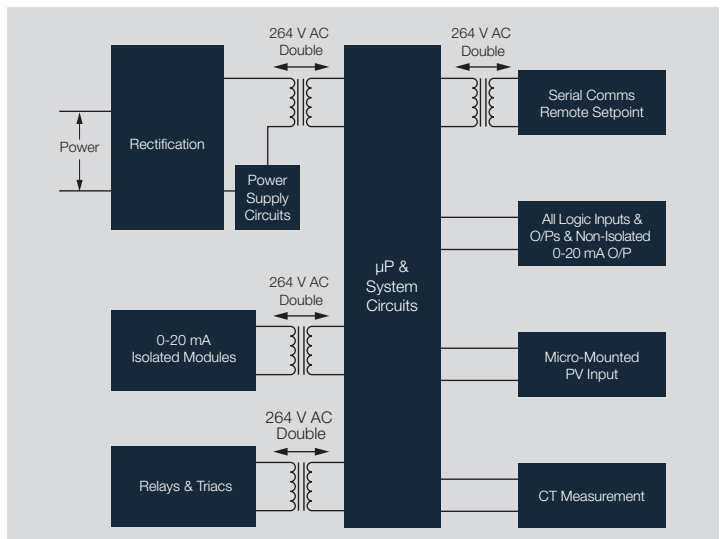 264 V AC
Double
264 V AC
Double
Power
Rectification
Power
Supply
Circuits
Serial Comms
Remote Setpoint
All Logic Inputs &
O/Ps & Non-Isolated
0-20 mA O/P
µP &
System
Circuits
264 V AC
Double
0-20 mA
Isolated Modules
Micro-Mounted
PV Input
264 V AC
Double
Relays & Triacs
CT Measurement